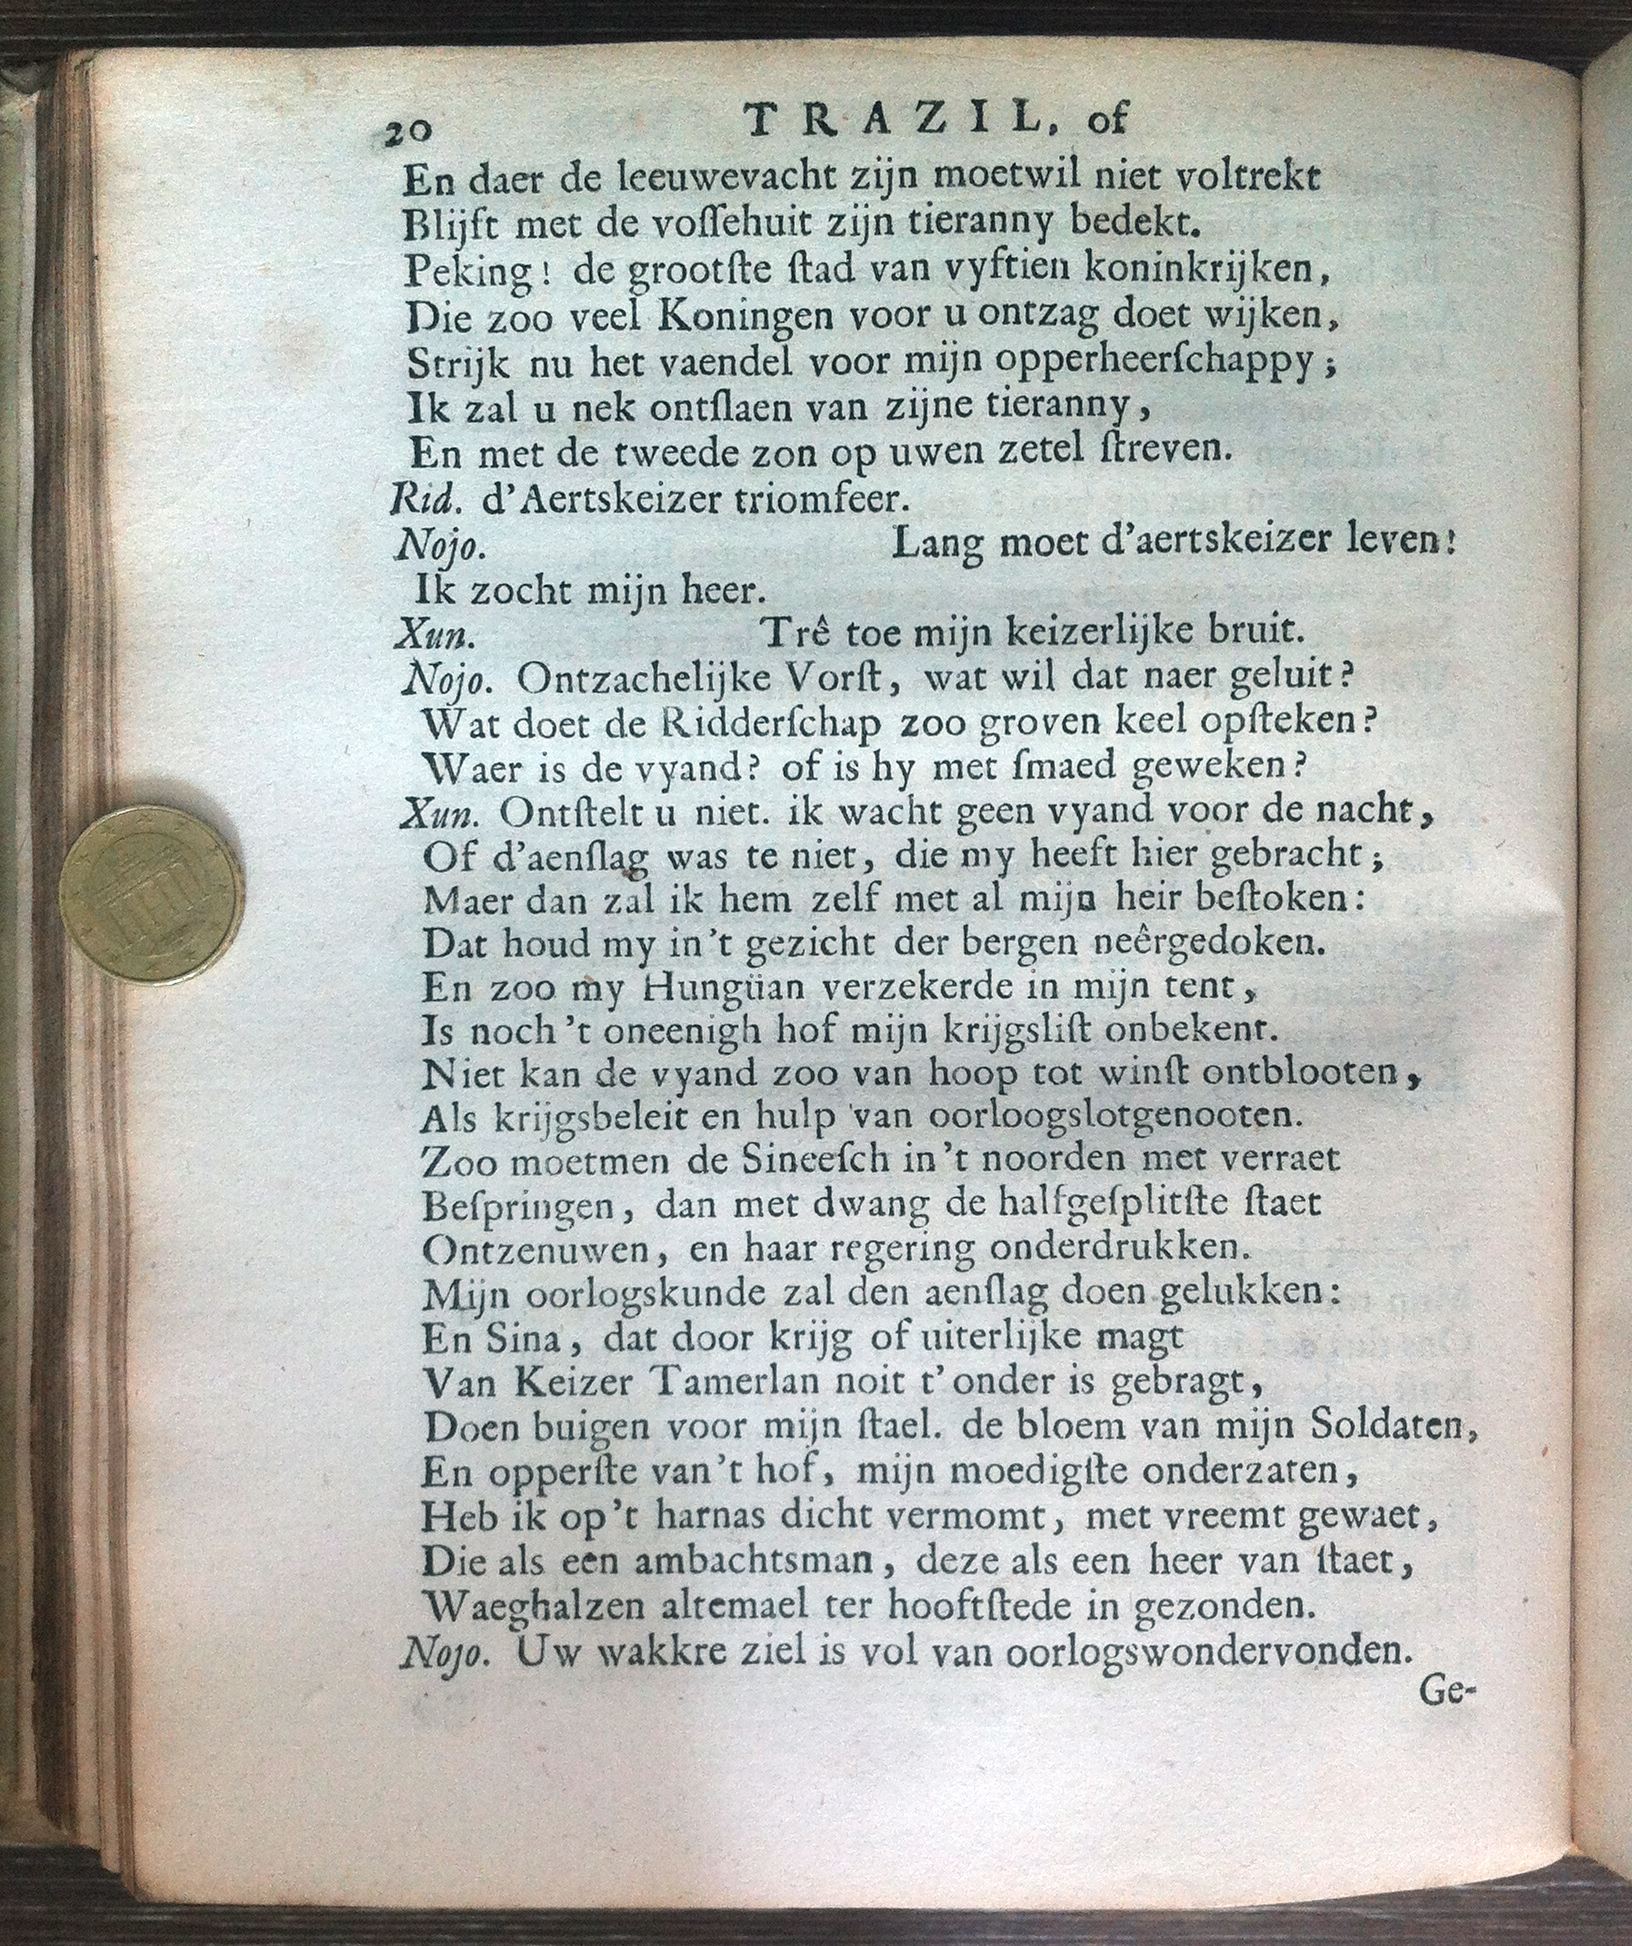 20 TRAZIL, of
En daer de leeuwevacht zijn moetwil niet voltrekt
Blijft met de voſſehuit zijn tieranny bedekt.
Peking! de grootſte ſtad van vyftien koninkrijken,
Die zoo veel Koningen voor u ontzag doet wijken,
Strijk nu het vaendel voor mijn opperheerſchappy;
Ik zal u nek ontſlaen van zijne tieranny,
En met de tweede zon op uwen zetel ſtreven.
Rid. d'Aertskeizer triomfeer.
Nojo. Lang moet d'aertskeizer leven!
Ik zocht mijn heer.
Xun. Trê toe mijn keizerlijke bruit.
Nojo. Ontzachelijke Vorſt, wat wil dat naer geluit?
Wat doet de Ridderſchap zoo groven keel opſteken?
Waer is de vyand? of is hy met ſmaed geweken?
Xun. Ontſtelt u niet. ik wacht geen vyand voor de nacht,
Of d'aenſlag was te niet, die my heeft hier gebracht;
Maer dan zal ik hem zelf met al mijn heir beſtoken:
Dat houd my in't gezicht der bergen neêrgedoken.
En zoo my Hungüan verzekerde in mijn tent,
Is noch 't oneenigh hof mijn krijgsliſt onbekent.
Niet kan de vyand zoo van hoop tot winſt ontblooten,
Als krijgsbeleit en hulp van oorloogslotgenooten.
Zoo moetmen de Sineeſch in't noorden met verraet
Beſpringen, dan met dwang de halfgeſplitſte ſtaet
Ontzenuwen, en haar regering onderdrukken.
Mijn oorlogskunde zal den aenſlag doen gelukken:
En Sina, dat door krijg of uiterlijke magt
Van Keizer Tamerlan noit t'onder is gebragt,
Doen buigen voor mijn ſtael. de bloem van mijn Soldaten,
En opperſte van't hof, mijn moedigſte onderzaten,
Heb ik op't harnas dicht vermomt, met vreemt gewaet,
Die als een ambachtsman, deze als een heer van ſtaet,
Waeghalzen altemael ter hooftſtede in gezonden.
Nojo. Uw wakkre ziel is vol van oorlogswondervonden.
Ge-